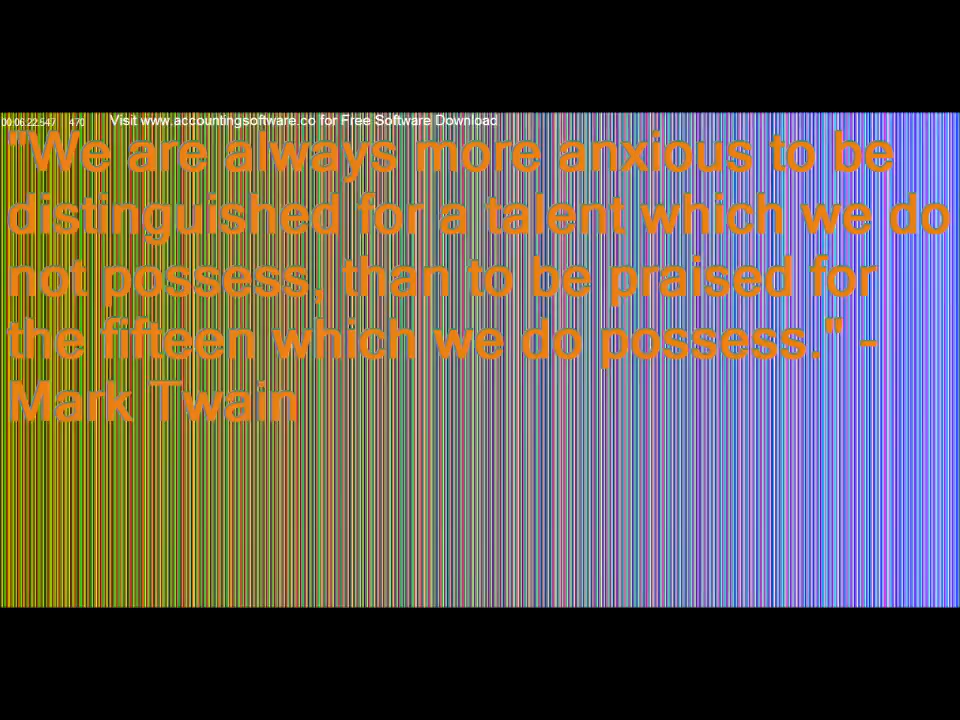 00:06:22.547 470 Visit www.accountingsoftware.co for Free Software Download
"We are always more anxious to be
distinguished for a talent which we do
not possess, than to be praised for
the fifteen which we do possess." -
Mark Twain